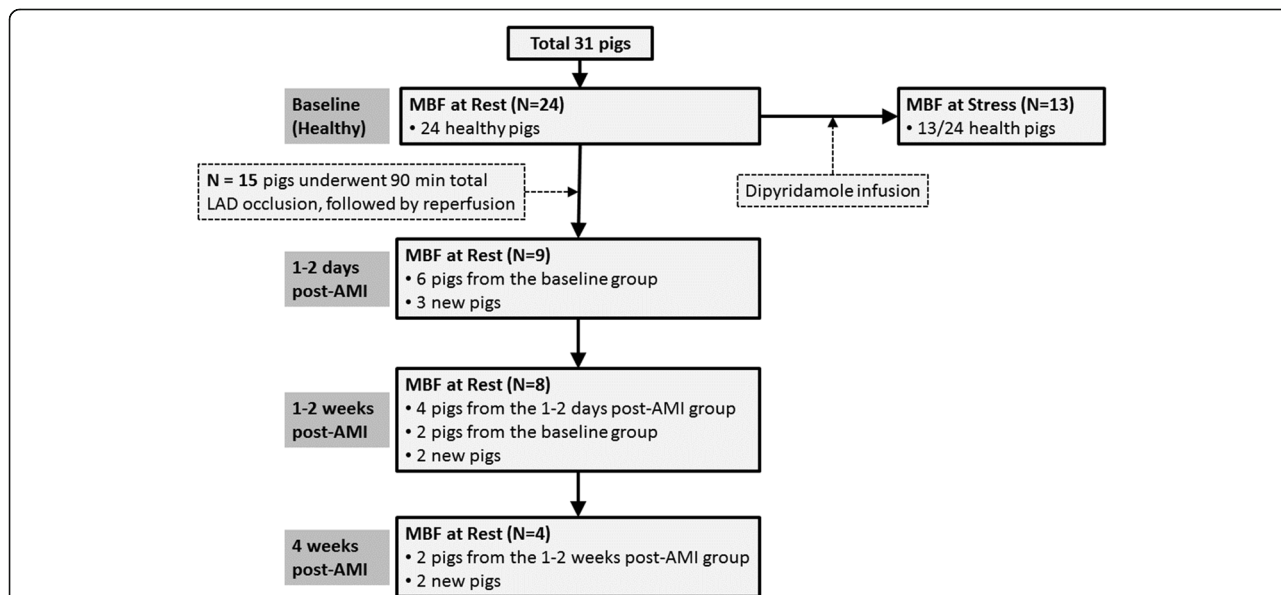 Total 31 pigs
Baseline
(Healthy)
MBF at Rest (N=24)
• 24 healthy pigs
MBF at Stress (N=13)
• 13/24 health pigs
N = 15 pigs underwent 90 min total
LAD occlusion, followed by reperfusion
Dipyridamole infusion
1-2 days
post-AMI
MBF at Rest (N=9)
• 6 pigs from the baseline group
• 3 new pigs
1-2 weeks
post-AMI
MBF at Rest (N=8)
• 4 pigs from the 1-2 days post-AMI group
• 2 pigs from the baseline group
• 2 new pigs
4 weeks
post-AMI
MBF at Rest (N=4)
• 2 pigs from the 1-2 weeks post-AMI group
• 2 new pigs